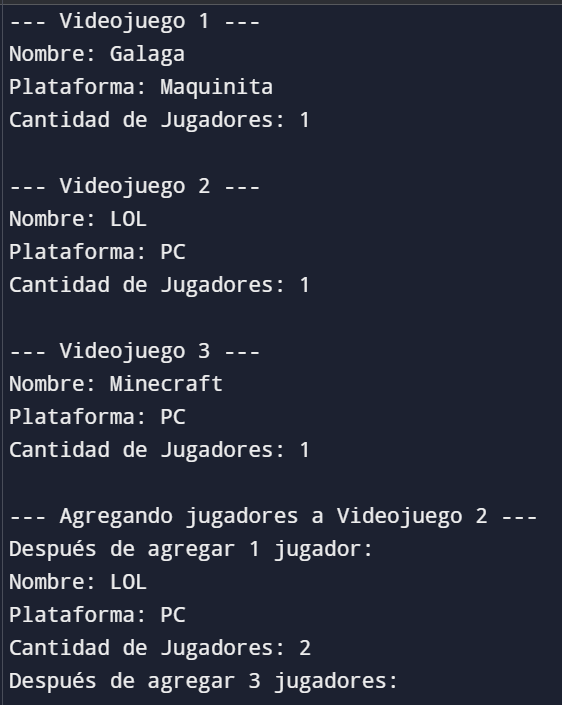 --- Videojuego 1 ---
Nombre: Galaga
Plataforma: Maquinita
Cantidad de Jugadores: 1

--- Videojuego 2 ---
Nombre: LOL
Plataforma: PC
Cantidad de Jugadores: 1

--- Videojuego 3 ---
Nombre: Minecraft
Plataforma: PC
Cantidad de Jugadores: 1

--- Agregando jugadores a Videojuego 2 ---
Después de agregar 1 jugador:
Nombre: LOL
Plataforma: PC
Cantidad de Jugadores: 2
Después de agregar 3 jugadores: